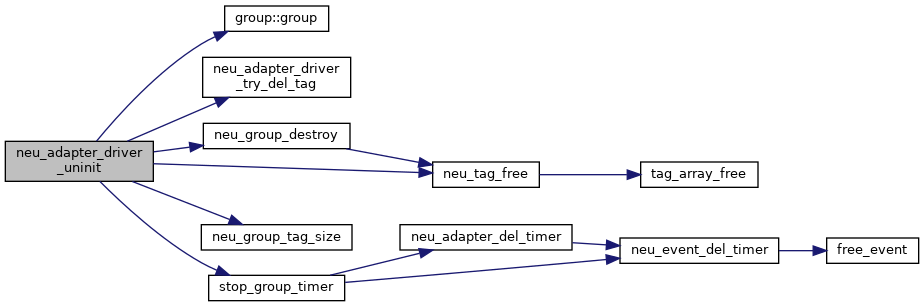 group::group
neu_adapter_driver
_try_del_tag
neu_adapter_driver
_uninit
neu_group_destroy
neu_tag_free
tag_array_free
neu_group_tag_size
neu_adapter_del_timer
neu_event_del_timer
free_event
stop_group_timer